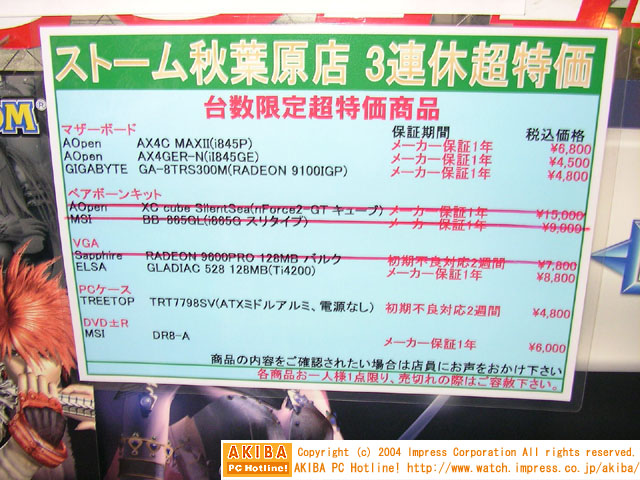 ストーム秋葉原店 3連休超特価
台数限定超特価商品
マザーボード 保証期間 税込価格
AOpen AX4C MAXII(i845P) メーカー保証1年 ¥6,800
AOpen AX4GER-N(i845GE) メーカー保証1年 ¥4,500
GIGABYTE GA-8TRS300M(RADEON 9100IGP) メーカー保証1年 ¥4,800
ベアボーンキット
AOpen XC cube SilentSea(nForce2-GT キューブ) メーカー保証1年 ¥15,000
MSI BB-865GL(i865G スリタイプ) メーカー保証1年 ¥9,900
VGA
Sapphire RADEON 9600PRO 128MB バルク 初期不良対応2週間 ¥7,800
ELSA GLADIAC 528 128MB(Ti4200) メーカー保証1年 ¥8,800
PCケース
TREETOP TRT7798SV(ATXミドルアルミ、電源なし) 初期不良対応2週間 ¥4,800
DVD±R
MSI DR8-A メーカー保証1年 ¥6,000
商品の内容をご確認されたい場合は店員にお声をおかけ下さい
各商品お一人様1点限り、売切れの際はご容赦下さい。
AKIBA PC Hotline!
Copyright (c) 2004 Impress Corporation All rights reserved.
AKIBA PC Hotline! http://www.watch.impress.co.jp/akiba/